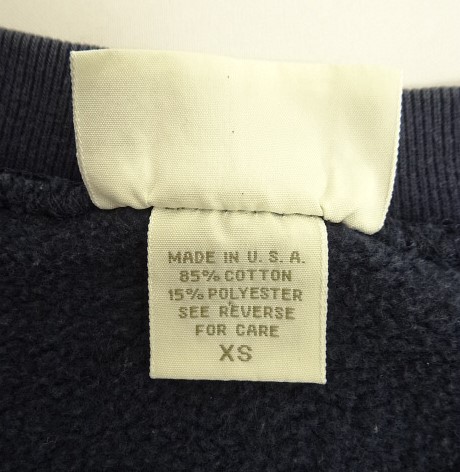 MADE IN U. S. A.
85% COTTON
15% POLYESTER
SEE REVERSE
FOR CARE
XS